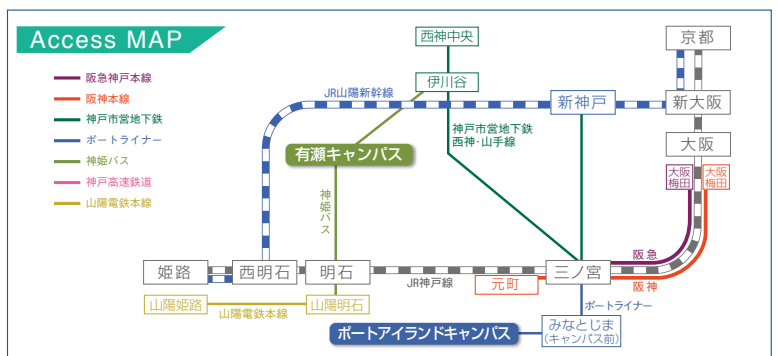 Access MAP
阪急神戸本線
阪神本線
神戸市営地下鉄
ポートライナー
神姫バス
神戸高速鉄道
山陽電鉄本線
西神中央
伊川谷
京都
JR山陽新幹線
新神戸
新大阪
神戸市営地下鉄
西神・山手線
大阪
有瀬キャンパス
大阪
梅田
大阪
梅田
神姫バス
阪急
姫路
西明石
明石
JR神戸線
元町
三ノ宮
阪神
山陽姫路
山陽電鉄本線
山陽明石
ポートライナー
ポートアイランドキャンパス
みなとじま
(キャンパス前)